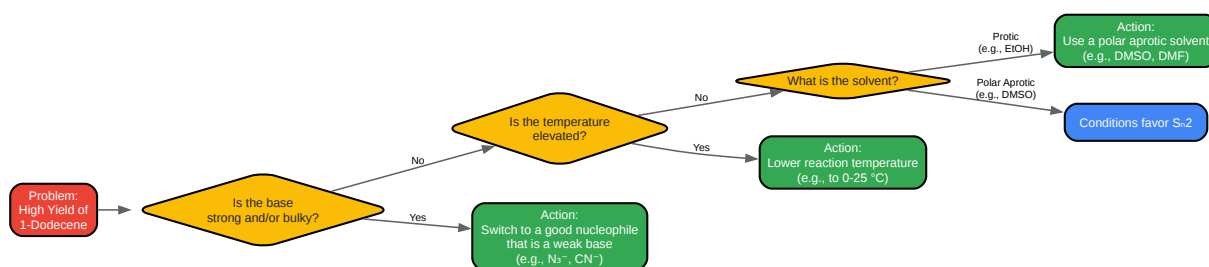 Problem:
High Yield of
1-Dodecene
Is the base
strong and/or bulky?
Yes
Action:
Switch to a good nucleophile
that is a weak base
(e.g., N₃⁻, CN⁻)
No
Is the temperature
elevated?
Yes
Action:
Lower reaction temperature
(e.g., to 0-25 °C)
No
What is the solvent?
Protic
(e.g., EtOH)
Action:
Use a polar aprotic solvent
(e.g., DMSO, DMF)
Polar Aprotic
(e.g., DMSO)
Conditions favor Sₙ2